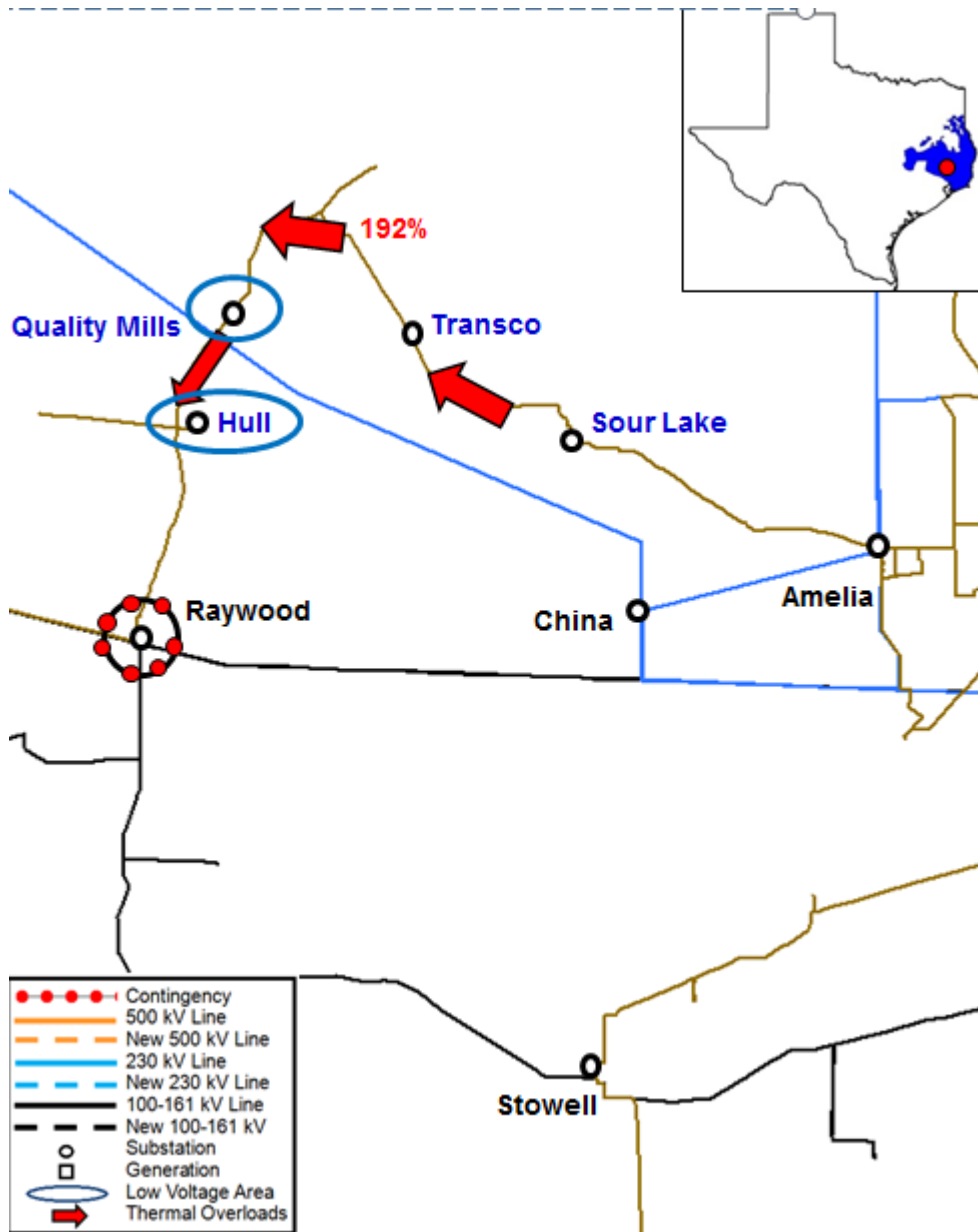 192%
Quality Mills
Transco
Hull
Sour Lake
Raywood
China
Amelia
Stowell
Contingency
500 kV Line
New 500 kV Line
230 kV Line
New 230 kV Line
100-161 kV Line
New 100-161 kV
Substation
Generation
Low Voltage Area
Thermal Overloads